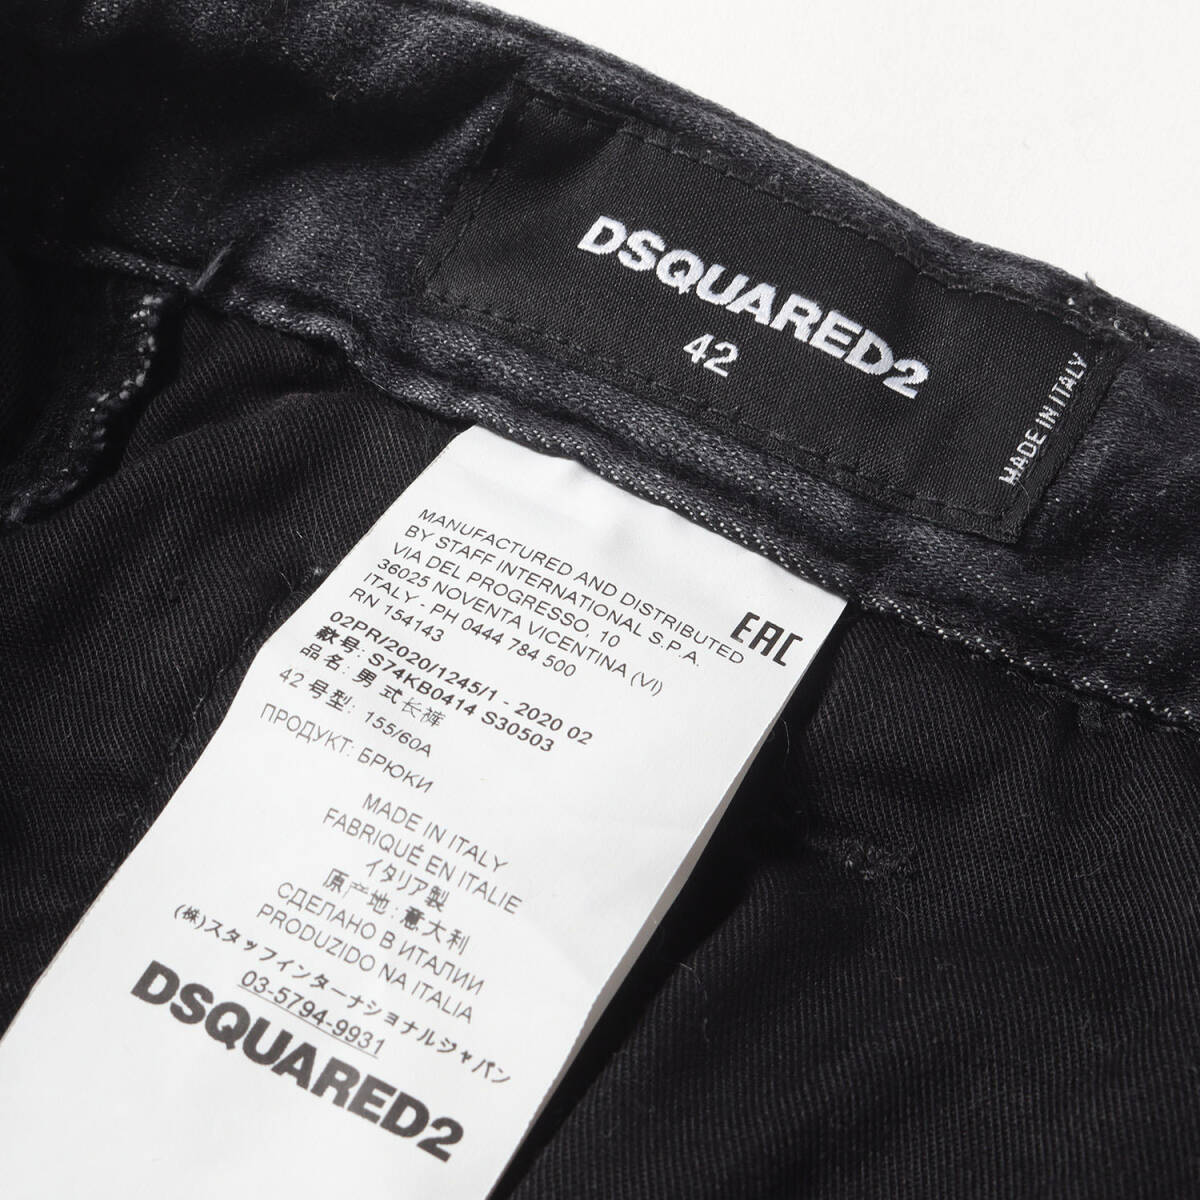 DSQUARED2
42
MADE IN ITALY
MANUFACTURED AND DISTRIBUTED
BY STAFF INTERNATIONAL S.P.A.
VIA DEL PROGRESSO, 10
36025 NOVENTA VICENTINA (VI)
ITALY - PH 0444 784 500
RN 154143
EAC
02PR/2020/1245/1 - 2020 02
款号: S74KB0414 S30503
品名: 男式长裤
42 号型: 155/60A
ПРОДУКТ: БРЮКИ
MADE IN ITALY
FABRIQUÉ EN ITALIE
イタリア製
原产地: 意大利
СДЕЛАНО В ИТАЛИИ
PRODUZIDO NA ITALIA
(株)スタッフインターナショナルジャパン
03-5794-9931
DSQUARED2